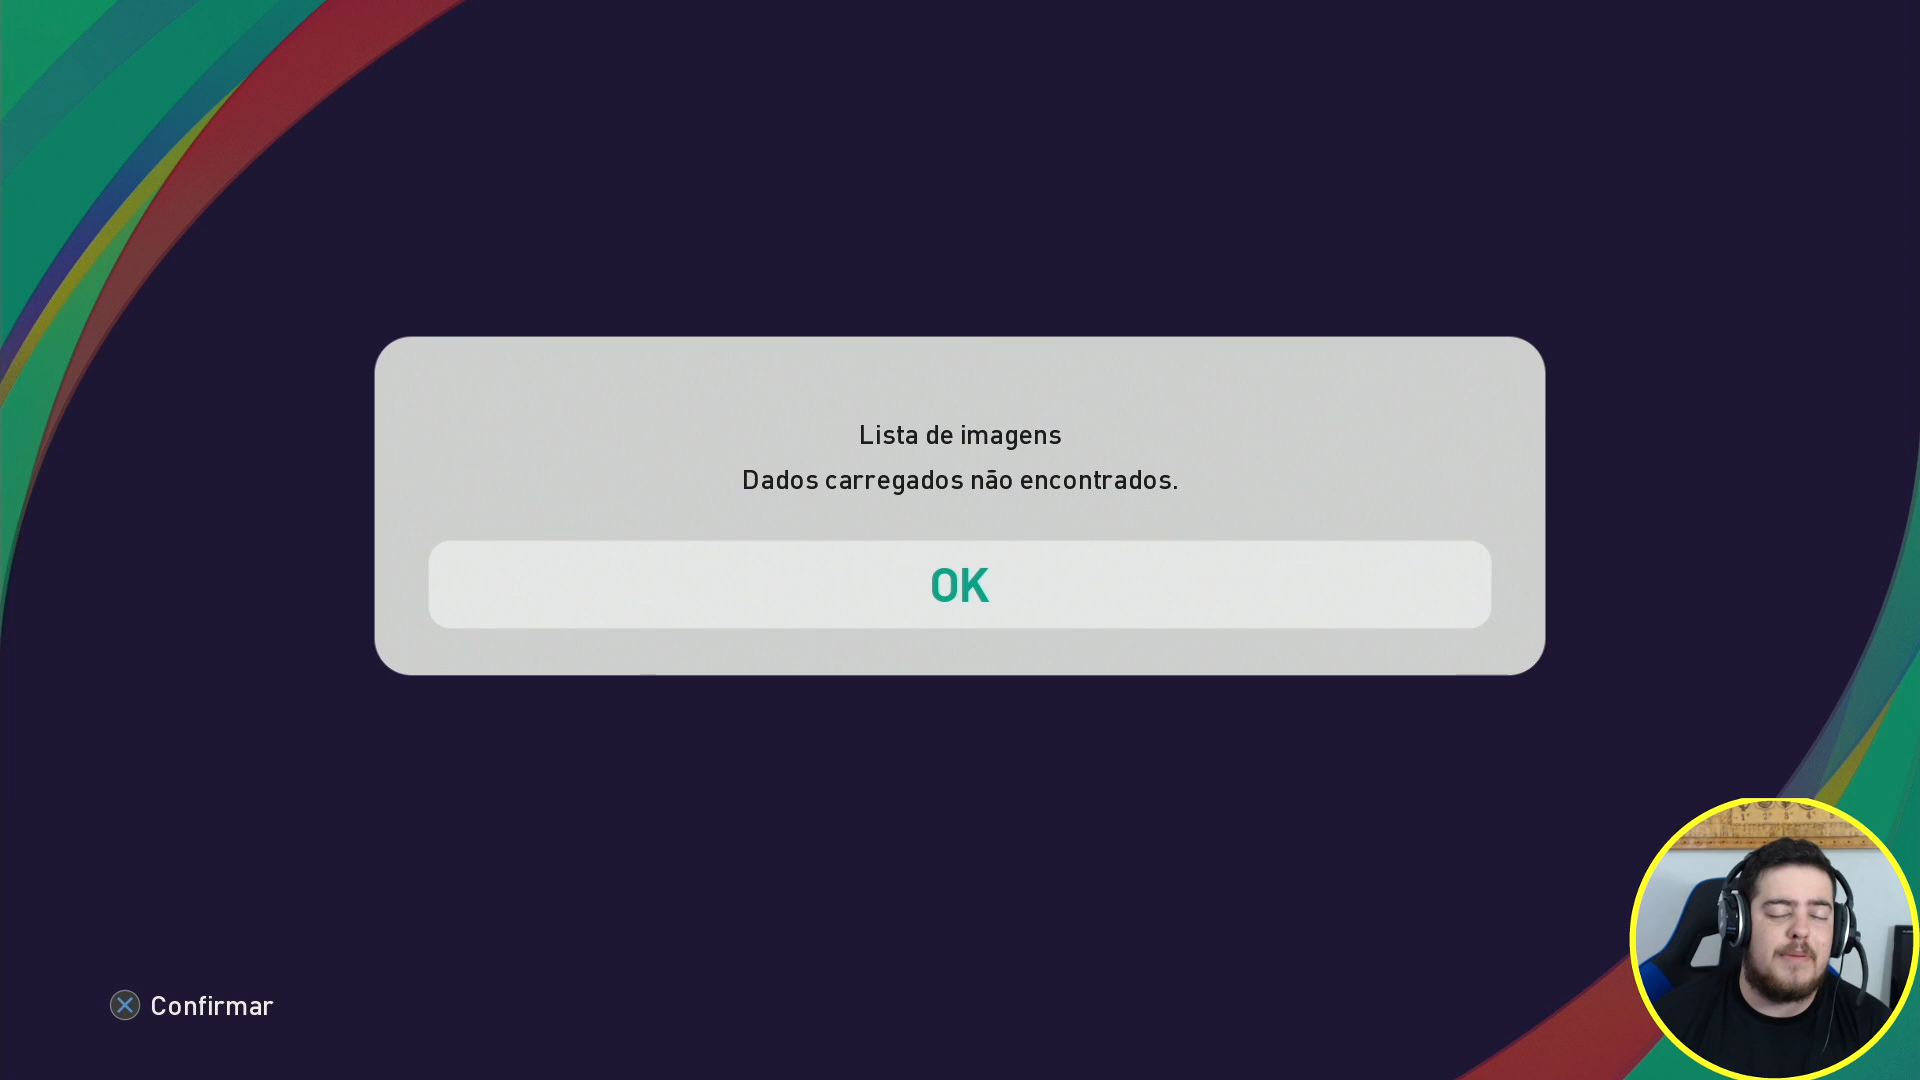 Lista de imagens
Dados carregados não encontrados.
OK
Confirmar